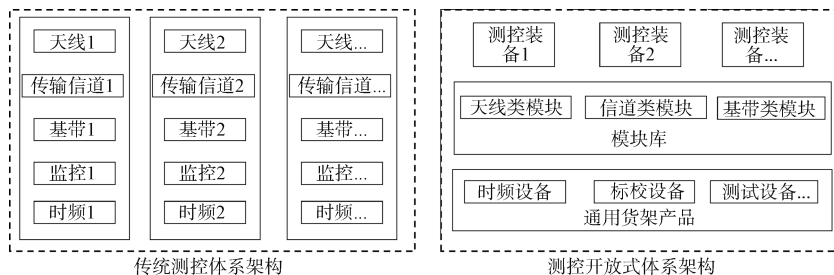 天线1
传输信道1
基带1
监控1
时频1
天线2
传输信道2
基带2
监控2
时频2
天线...
传输信道...
基带...
监控...
时频...
传统测控体系架构
测控装
备1
测控装
备2
测控装
备...
天线类模块
信道类模块
基带类模块
模块库
时频设备
标校设备
测试设备...
通用货架产品
测控开放式体系架构